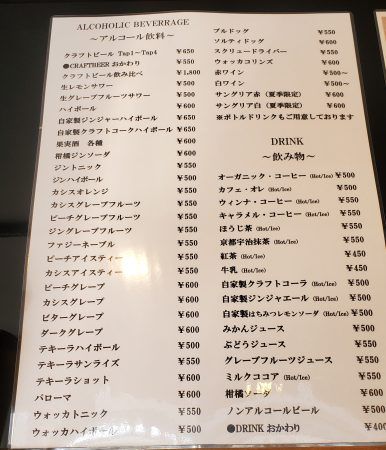 ALCOHOLIC BEVERRAGE
～アルコール飲料～
クラフトビール Tap1～Tap4 ¥650
●CRAFTBEER おかわり ¥600
クラフトビール飲み比べ ¥1,800
生レモンサワー ¥550
生グレープフルーツサワー ¥550
ハイボール ¥500
自家製ジンジャーハイボール ¥650
自家製クラフトコークハイボール ¥650
果実酒 各種 ¥600
柑橘ジンソーダ ¥600
ジントニック ¥550
ジンハイボール ¥500
カシスオレンジ ¥550
カシスグレープフルーツ ¥550
ピーチグレープフルーツ ¥550
ジングレープフルーツ ¥550
ファジーネーブル ¥550
ピーチアイスティー ¥550
カシスアイスティー ¥550
ピーチグレープ ¥600
カシスグレープ ¥600
ビターグレープ ¥600
ダークグレープ ¥600
テキーラハイボール ¥500
テキーラサンライズ ¥550
テキーラショット ¥600
パローマ ¥600
ウォッカトニック ¥550
ウォッカハイボール ¥500
ブルドッグ ¥550
ソルティドッグ ¥600
スクリュードライバー ¥550
ウォッカコリンズ ¥600
赤ワイン ¥500～
白ワイン ¥500～
サングリア赤（夏季限定） ¥600
サングリア白（夏季限定） ¥600
※ボトルドリンクもご用意しております
DRINK
～飲み物～
オーガニック・コーヒー (Hot/Ice) ¥500
カフェ・オレ (Hot/Ice) ¥550
ウィンナ・コーヒー (Hot/Ice) ¥600
キャラメル・コーヒー (Hot/Ice) ¥600
ほうじ茶 (Hot/Ice) ¥550
京都宇治抹茶 (Hot/Ice) ¥550
紅茶 (Hot/Ice) ¥450
牛乳 (Hot/Ice) ¥450
自家製クラフトコーラ (Hot/Ice) ¥600
自家製ジンジャエール (Hot/Ice) ¥600
自家製はちみつレモンソーダ (Hot/Ice) ¥600
みかんジュース ¥550
ぶどうジュース ¥550
グレープフルーツジュース ¥550
ミルクココア (Hot/Ice) ¥550
柑橘ソーダ ¥600
ノンアルコールビール ¥500
●DRINK おかわり ¥400